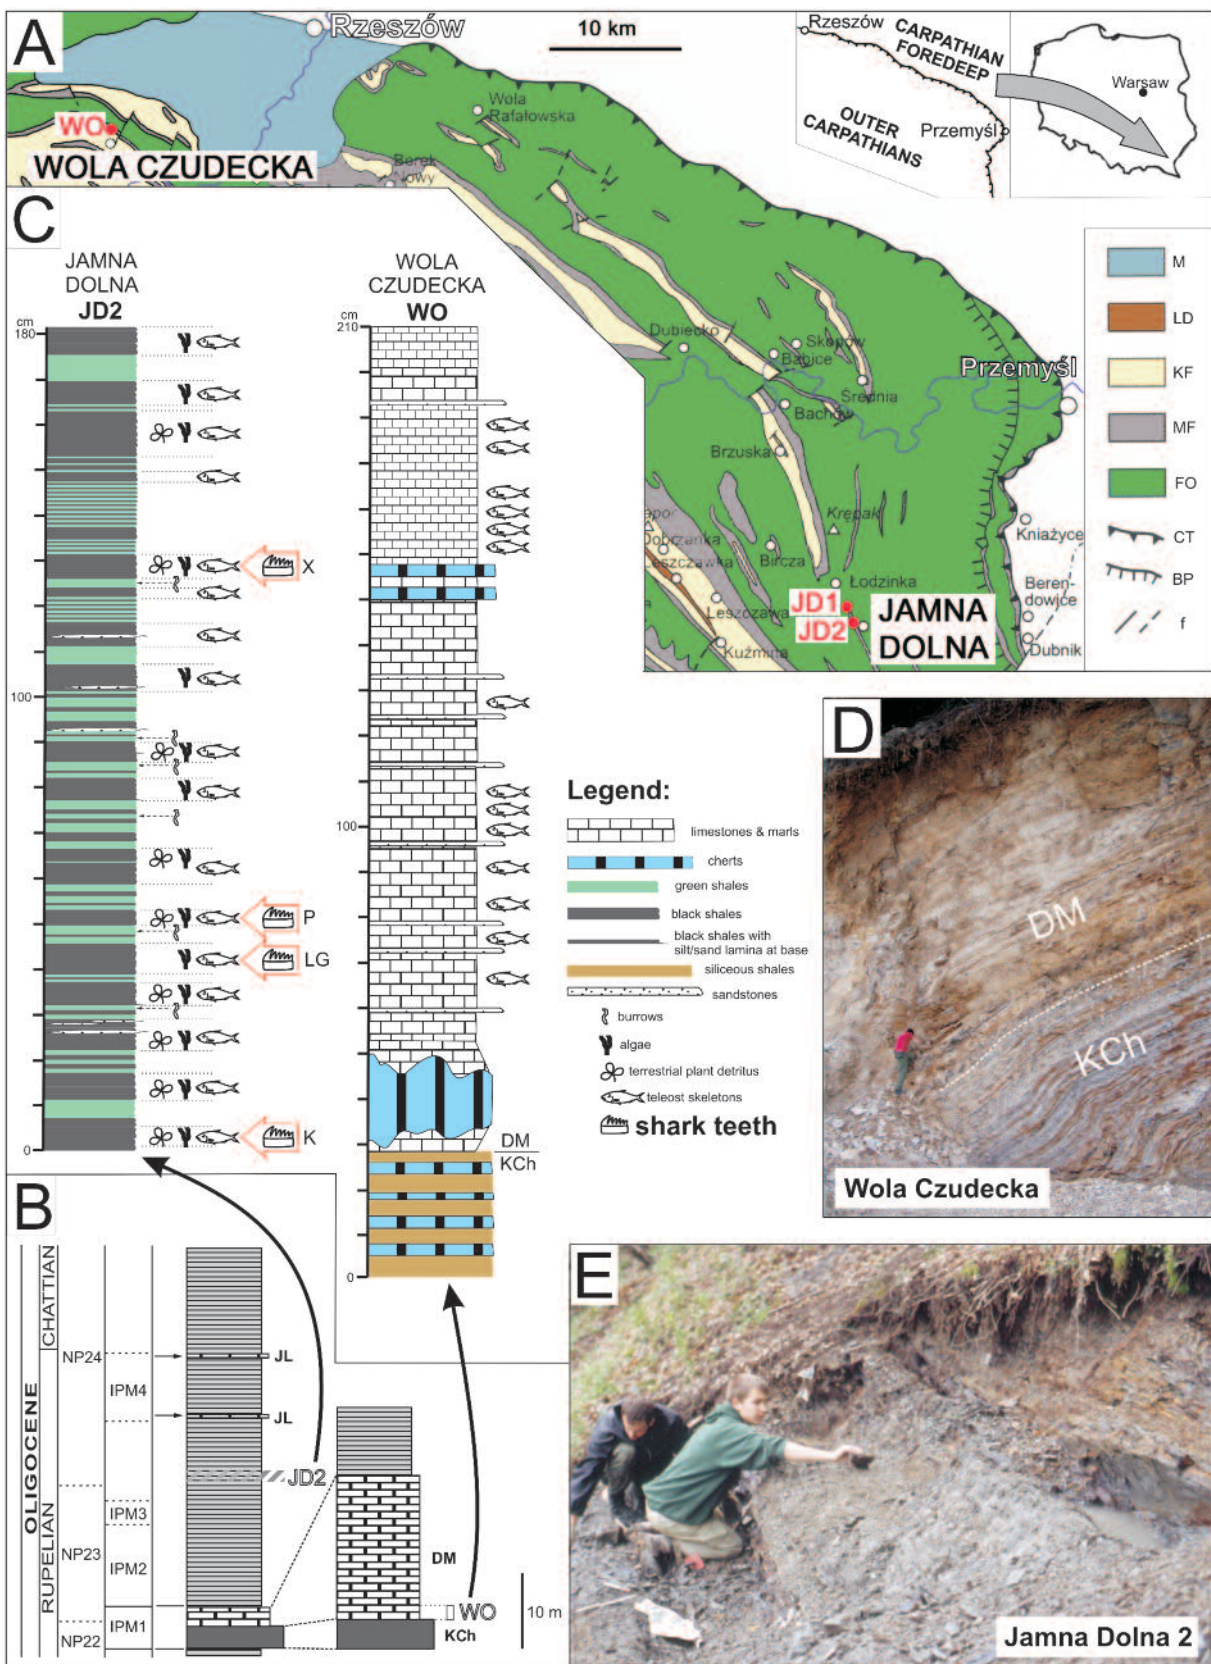 A
Rzeszów
10 km
Rzeszów
CARPATHIAN
FOREDEEP
OUTER
CARPATHIANS
Przemyśl
Warsaw
WO
WOLA CZUDECKA
Wola
Rafałowska
Borek
Nowy
Dubiecko
Skopów
Babice
Średnia
Bachów
Przemyśl
Brzuska
Krępak
Dobrzanka
Leszczawka
Bircza
Łodzinka
Leszczawa
JD1
JD2
JAMNA
DOLNA
Kuźmina
Kniażyce
Beren-
dowjce
Dubnik
M
LD
KF
MF
FO
CT
BP
f
C
JAMNA
DOLNA
JD2
cm
180
100
0
X
P
LG
K
WOLA
CZUDECKA
WO
cm
210
100
0
DM
KCh
Legend:
limestones & marls
cherts
green shales
black shales
black shales with
silt/sand lamina at base
siliceous shales
sandstones
burrows
algae
terrestrial plant detritus
teleost skeletons
shark teeth
D
DM
KCh
Wola Czudecka
B
OLIGOCENE
CHATTIAN
RUPELIAN
NP24
NP23
NP22
IPM4
IPM3
IPM2
IPM1
JL
JL
JD2
DM
WO
KCh
10 m
E
Jamna Dolna 2